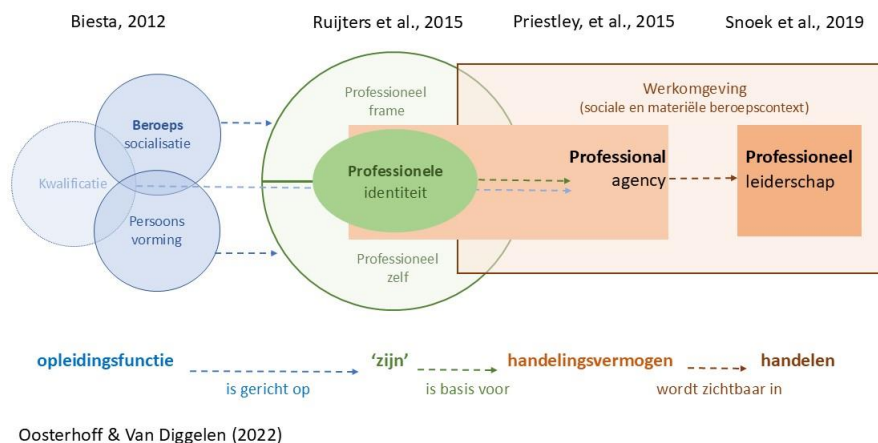 Biesta, 2012
Ruijters et al., 2015
Priestley, et al., 2015
Snoek et al., 2019
Beroeps
socialisatie
Kwalificatie
Persoons
vorming
Professioneel
frame
Professionele
identiteit
Professioneel
zelf
Werkomgeving
(sociale en materiële beroepscontext)
Professional
agency
Professioneel
leiderschap
opleidingsfunctie
is gericht op
‘zijn’
is basis voor
handelingsvermogen
wordt zichtbaar in
handelen
Oosterhoff & Van Diggelen (2022)